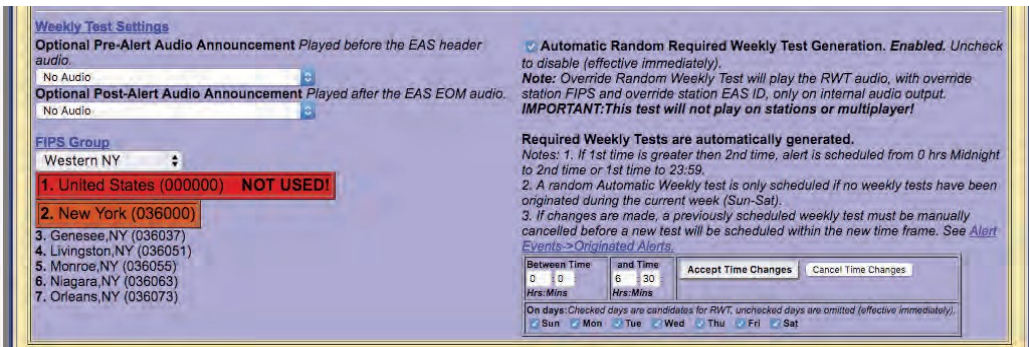 Weekly Test Settings
Optional Pre-Alert Audio Announcement Played before the EAS header
audio.
No Audio
Optional Post-Alert Audio Announcement Played after the EAS EOM audio.
No Audio
FIPS Group
Western NY
1. United States (000000) NOT USED!
2. New York (036000)
3. Genesee,NY (036037)
4. Livingston,NY (036051)
5. Monroe,NY (036055)
6. Niagara,NY (036063)
7. Orleans,NY (036073)
Automatic Random Required Weekly Test Generation. Enabled. Uncheck
to disable (effective immediately).
Note: Override Random Weekly Test will play the RWT audio, with override
station FIPS and override station EAS ID, only on internal audio output.
IMPORTANT:This test will not play on stations or multiplayer!
Required Weekly Tests are automatically generated.
Notes: 1. If 1st time is greater then 2nd time, alert is scheduled from 0 hrs Midnight
to 2nd time or 1st time to 23:59.
2. A random Automatic Weekly test is only scheduled if no weekly tests have been
originated during the current week (Sun-Sat).
3. If changes are made, a previously scheduled weekly test must be manually
cancelled before a new test will be scheduled within the new time frame. See Alert
Events->Originated Alerts.
Between Time and Time
0 : 0 6 : 30 Accept Time Changes Cancel Time Changes
Hrs:Mins Hrs:Mins
On days:Checked days are candidates for RWT, unchecked days are omitted (effective immediately).
Sun Mon Tue Wed Thu Fri Sat